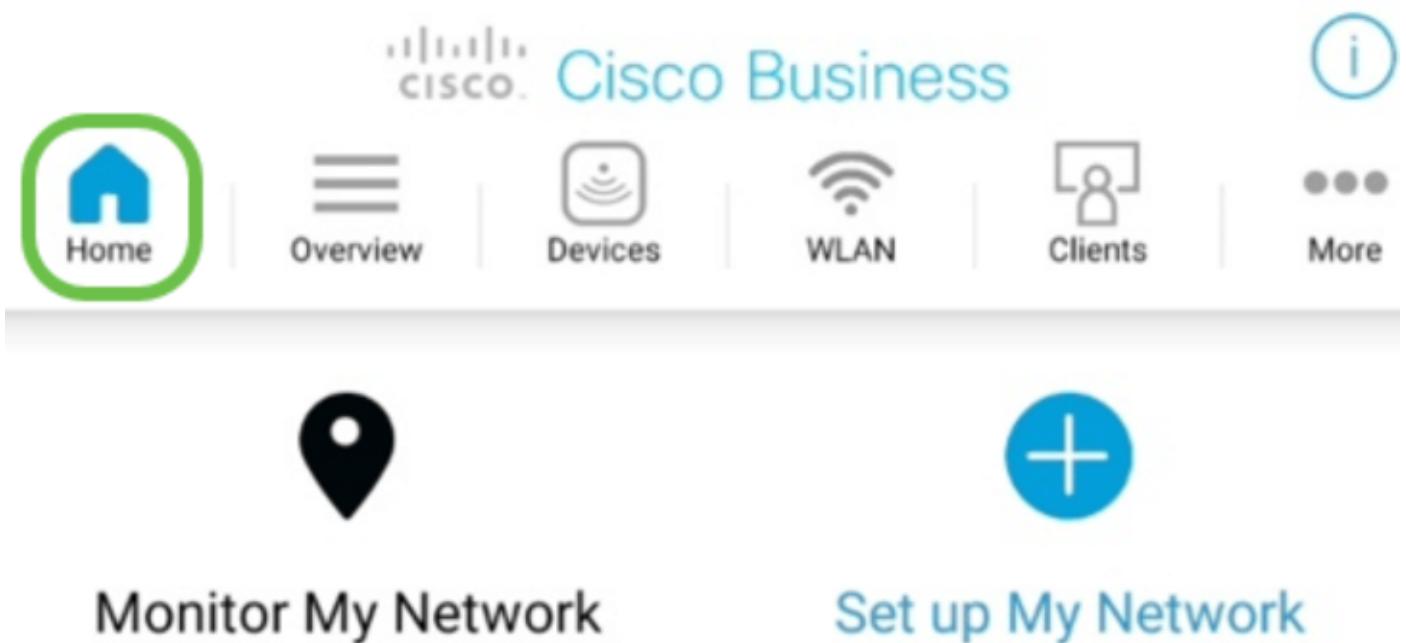 CISCO. Cisco Business i
Home Overview Devices WLAN Clients More
Monitor My Network Set up My Network